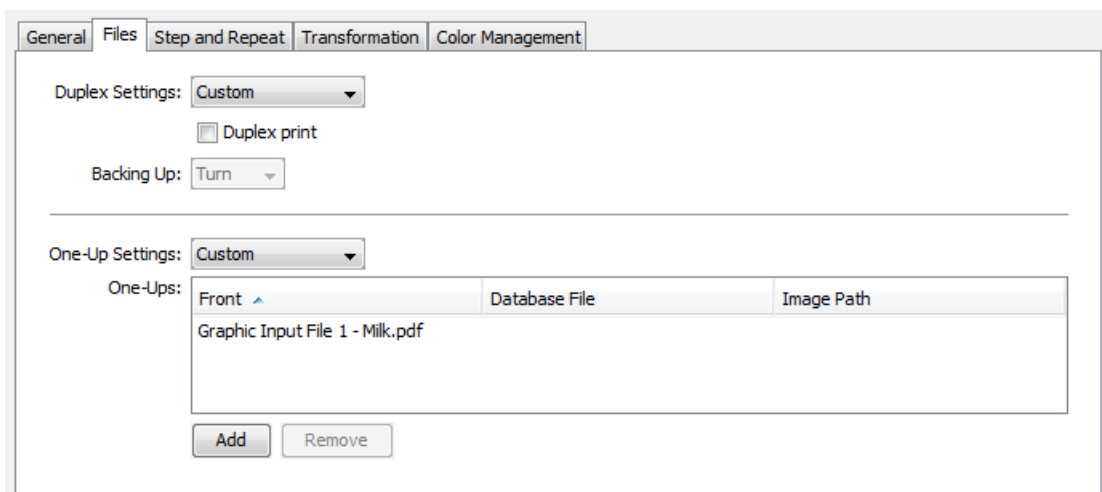 General Files Step and Repeat Transformation Color Management
Duplex Settings: Custom
Duplex print
Backing Up: Turn
One-Up Settings: Custom
One-Ups:
Front Database File Image Path
Graphic Input File 1 - Milk.pdf
Add Remove